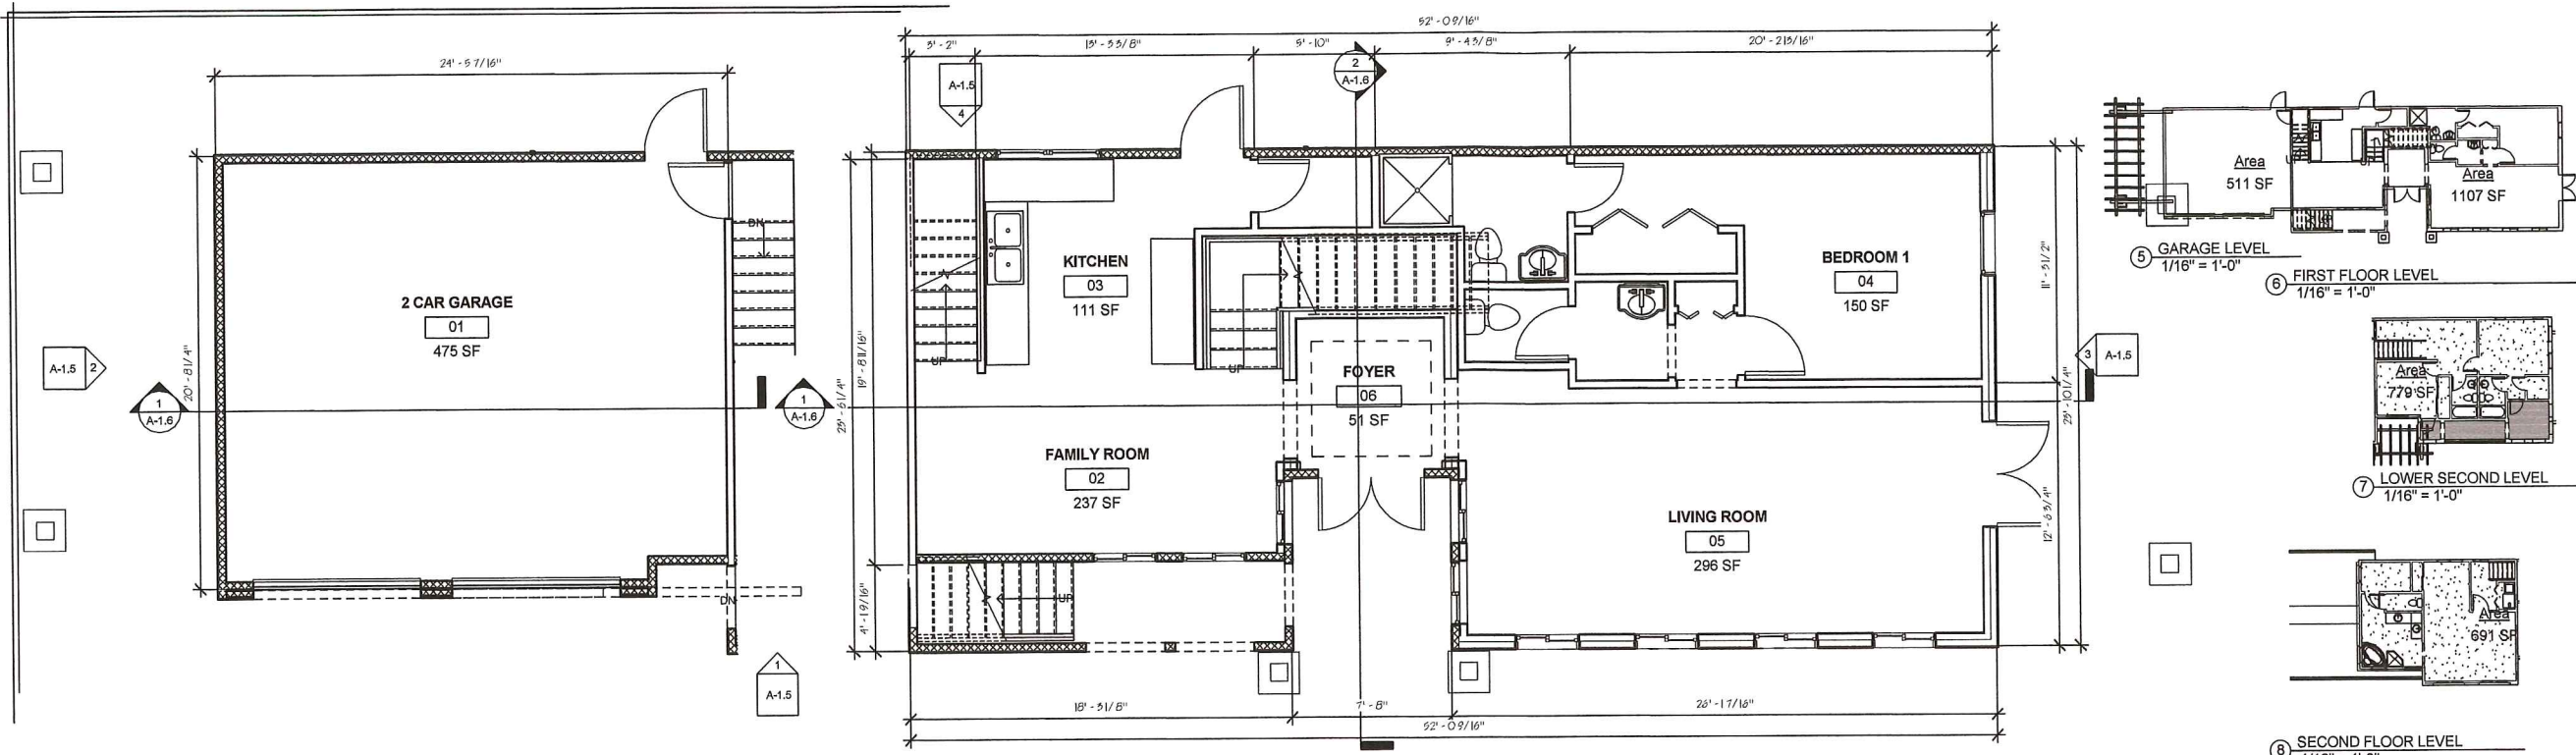 24' - 5 7/16"
2 CAR GARAGE
01
475 SF
20' - 8 1/4"
DN
DN
A-1.5
2
1
A-1.6
1
A-1.6
1
A-1.5
52' - 0 9/16"
3' - 2"
13' - 3 3/8"
5' - 10"
9' - 4 3/8"
20' - 2 13/16"
A-1.5
4
2
A-1.6
KITCHEN
03
111 SF
UP
UP
BEDROOM 1
04
150 SF
FOYER
06
51 SF
FAMILY ROOM
02
237 SF
LIVING ROOM
05
296 SF
UP
19' - 8 11/16"
4' - 1 9/16"
11' - 3 1/2"
12' - 6 3/4"
25' - 10 1/4"
3
A-1.5
18' - 3 1/8"
7' - 8"
26' - 1 7/16"
52' - 0 9/16"
Area
511 SF
Area
1107 SF
5 GARAGE LEVEL
1/16" = 1'-0"
6 FIRST FLOOR LEVEL
1/16" = 1'-0"
Area
779 SF
7 LOWER SECOND LEVEL
1/16" = 1'-0"
Area
691 SF
8 SECOND FLOOR LEVEL